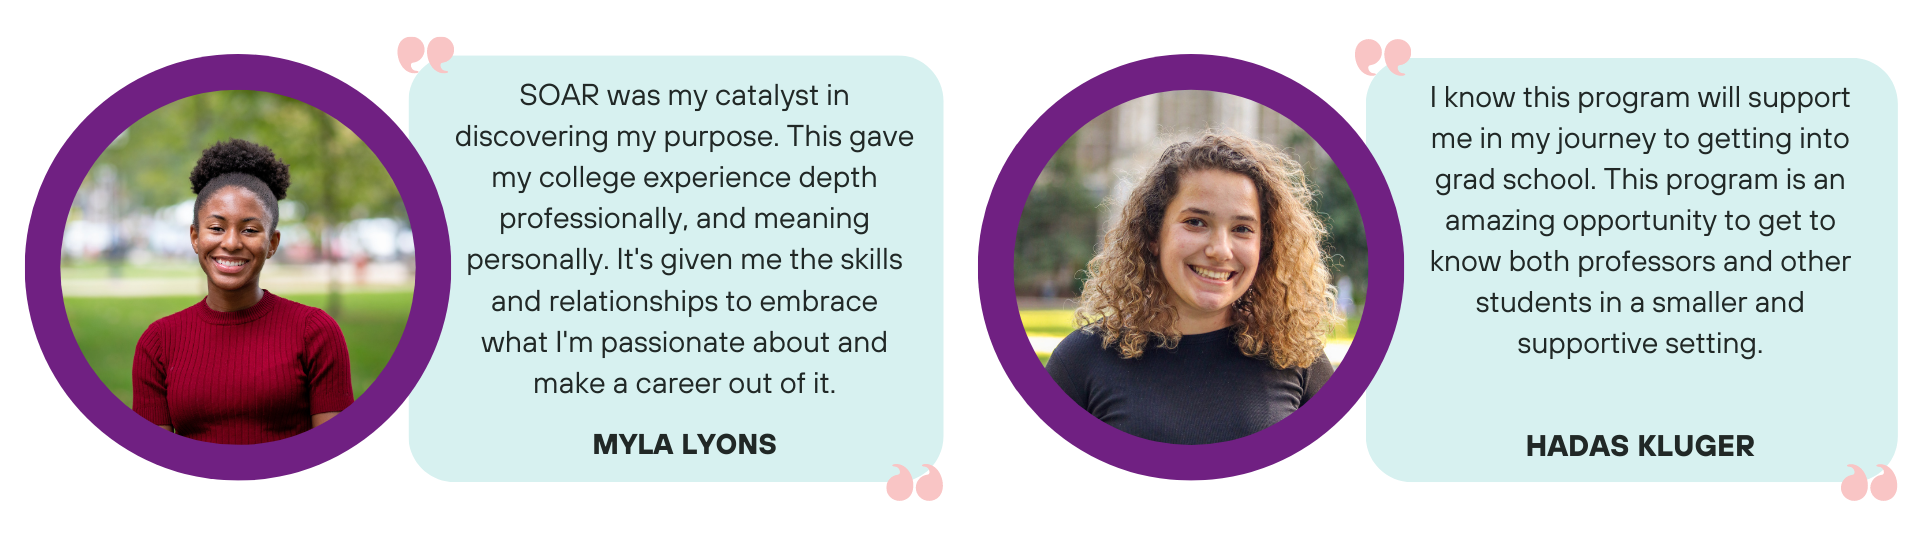 SOAR was my catalyst in
discovering my purpose. This gave
my college experience depth
professionally, and meaning
personally. It's given me the skills
and relationships to embrace
what I'm passionate about and
make a career out of it.
MYLA LYONS
I know this program will support
me in my journey to getting into
grad school. This program is an
amazing opportunity to get to
know both professors and other
students in a smaller and
supportive setting.
HADAS KLUGER